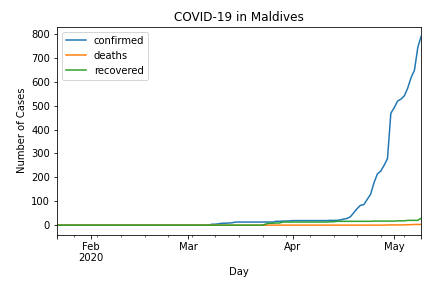 COVID-19 in Maldives
confirmed
deaths
recovered
Number of Cases
800
700
600
500
400
300
200
100
0
Feb
2020
Mar
Apr
May
Day